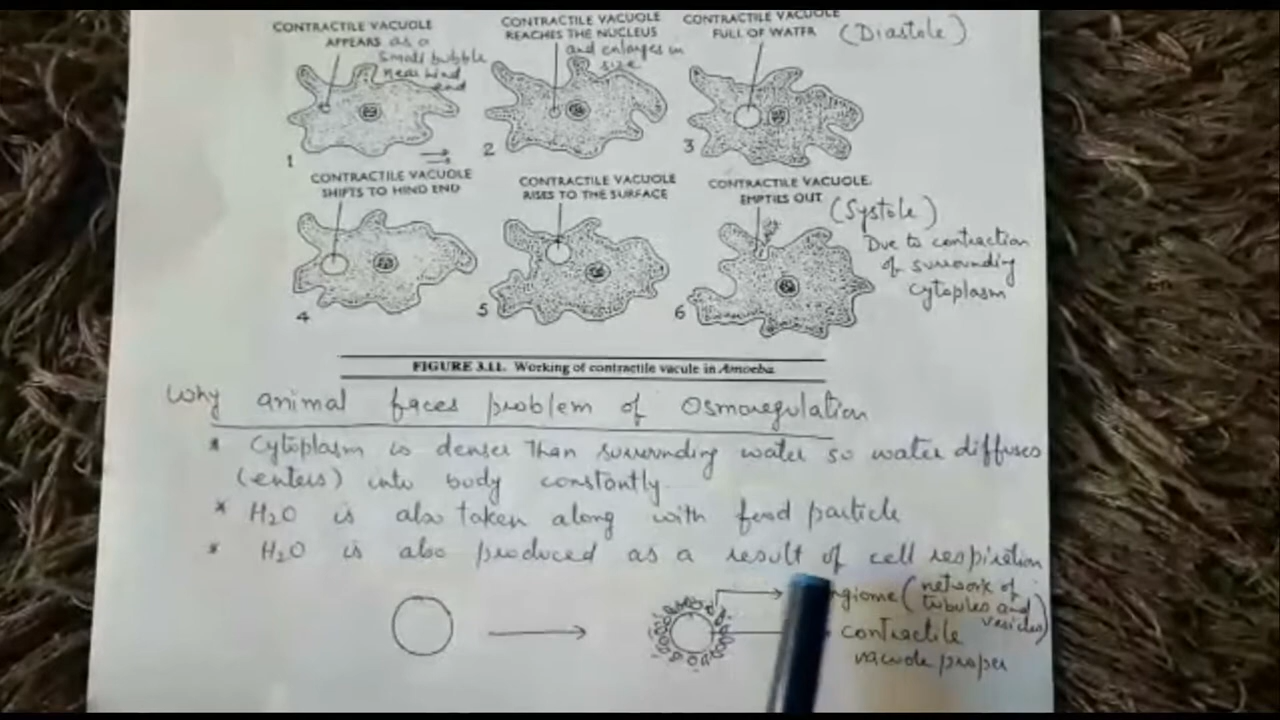 CONTRACTILE VACUOLE
APPEARS as a
Small bubble
near hind
end
1
CONTRACTILE VACUOLE
REACHES THE NUCLEUS
and enlarges in
size
2
CONTRACTILE VACUOLE
FULL OF WATER (Diastole)
3
CONTRACTILE VACUOLE
SHIFTS TO HIND END
4
CONTRACTILE VACUOLE
RISES TO THE SURFACE
5
CONTRACTILE VACUOLE.
EMPTIES OUT (Systole)
Due to contraction
of surrounding
cytoplasm
6
FIGURE 3.11. Working of contractile vacule in Amoeba
Why animal faces problem of Osmoregulation
* Cytoplasm is denser than surrounding water so water diffuses
(enters) into body constantly.
* H2O is also taken along with food particle
* H2O is also produced as a result of cell respiration
(network of
tubules and
vesicles)
contractile
vacuole proper